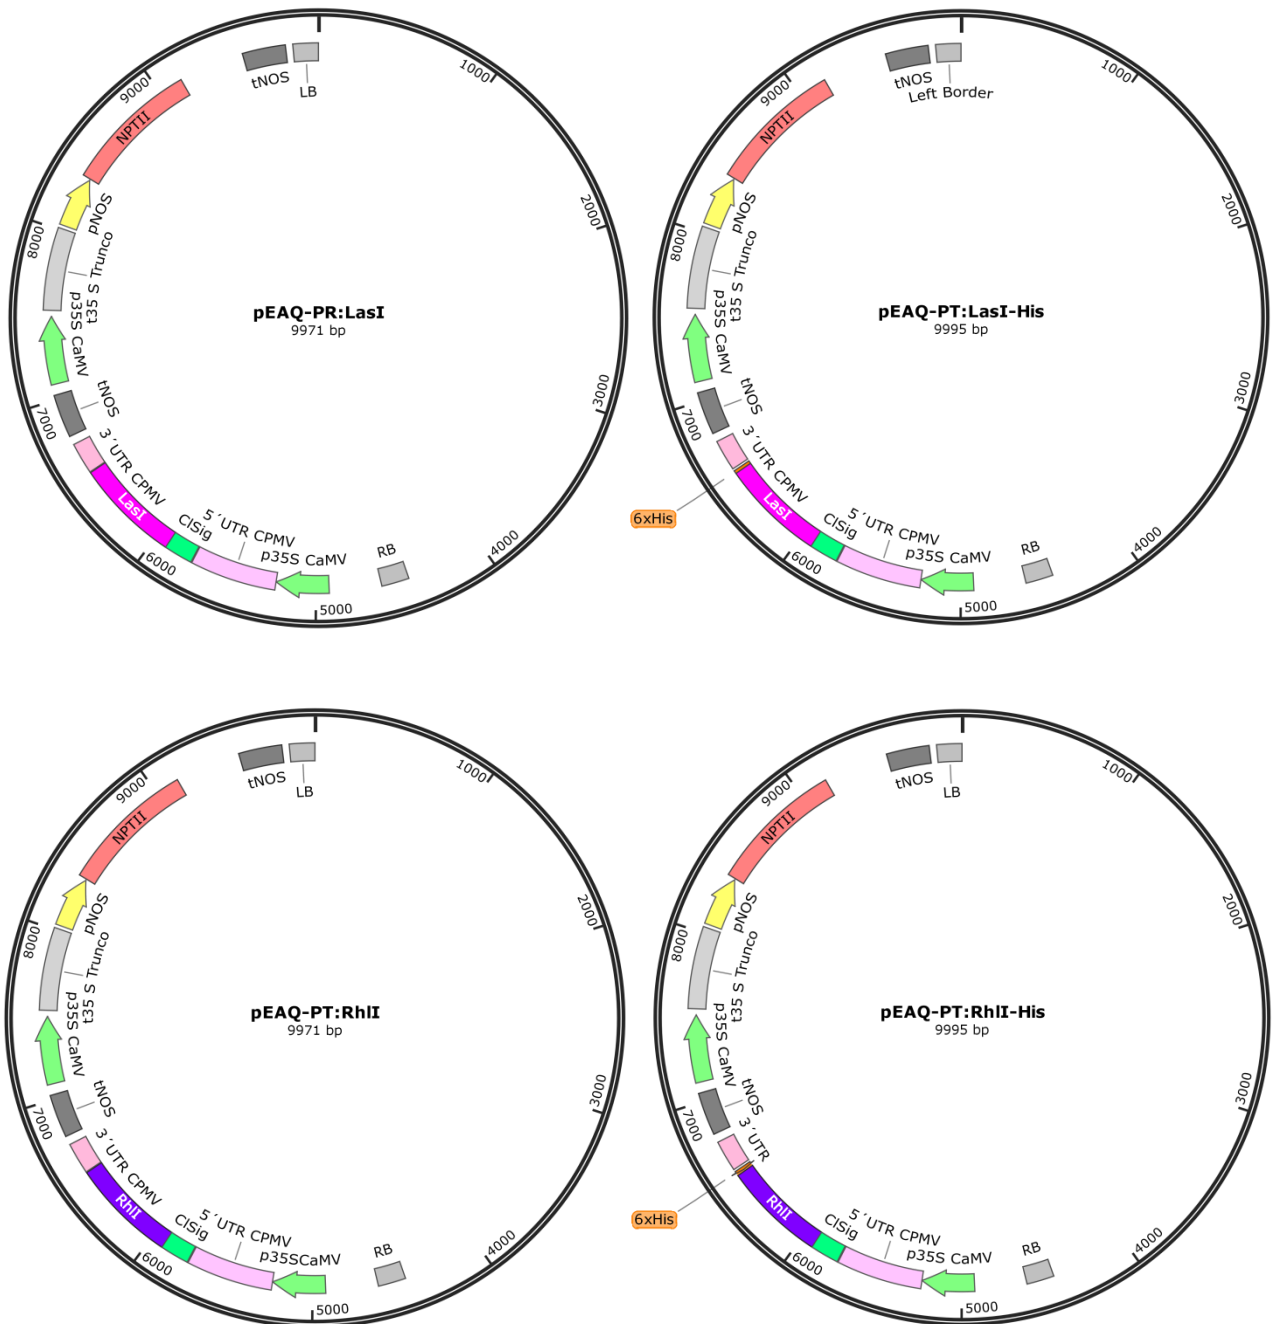 tNOS
LB
1000
2000
3000
4000
5000
6000
7000
8000
9000
NPTII
pNOS
t35 S Trunco
p35S CaMV
tNOS
3´UTR CPMV
LasI
ClSig
5´UTR CPMV
p35S CaMV
RB
pEAQ-PR:LasI
9971 bp
tNOS
Left Border
1000
2000
3000
4000
5000
6000
7000
8000
9000
NPTII
pNOS
t35 S Trunco
p35S CaMV
tNOS
3´UTR CPMV
6xHis
LasI
ClSig
5´UTR CPMV
p35S CaMV
RB
pEAQ-PT:LasI-His
9995 bp
tNOS
LB
1000
2000
3000
4000
5000
6000
7000
8000
9000
NPTII
pNOS
t35 S Trunco
p35S CaMV
tNOS
3´UTR CPMV
RhlI
ClSig
5´UTR CPMV
p35SCaMV
RB
pEAQ-PT:RhlI
9971 bp
tNOS
LB
1000
2000
3000
4000
5000
6000
7000
8000
9000
NPTII
pNOS
t35 S Trunco
p35S CaMV
tNOS
3´UTR
6xHis
RhlI
ClSig
5´UTR CPMV
p35S CaMV
RB
pEAQ-PT:RhlI-His
9995 bp